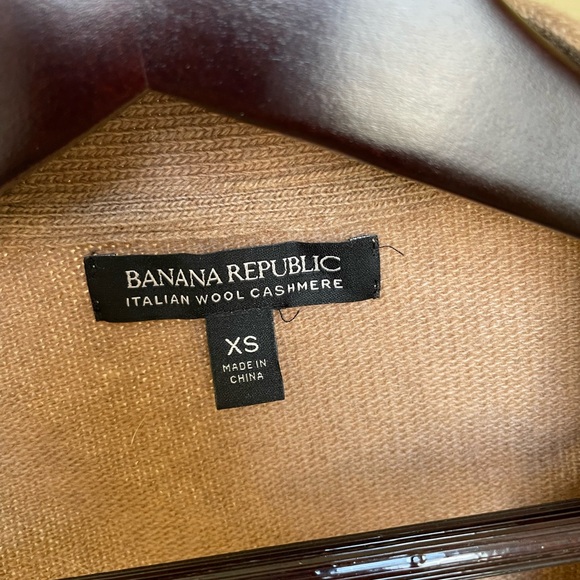 BANANA REPUBLIC
ITALIAN WOOL CASHMERE
XS
MADE IN
CHINA